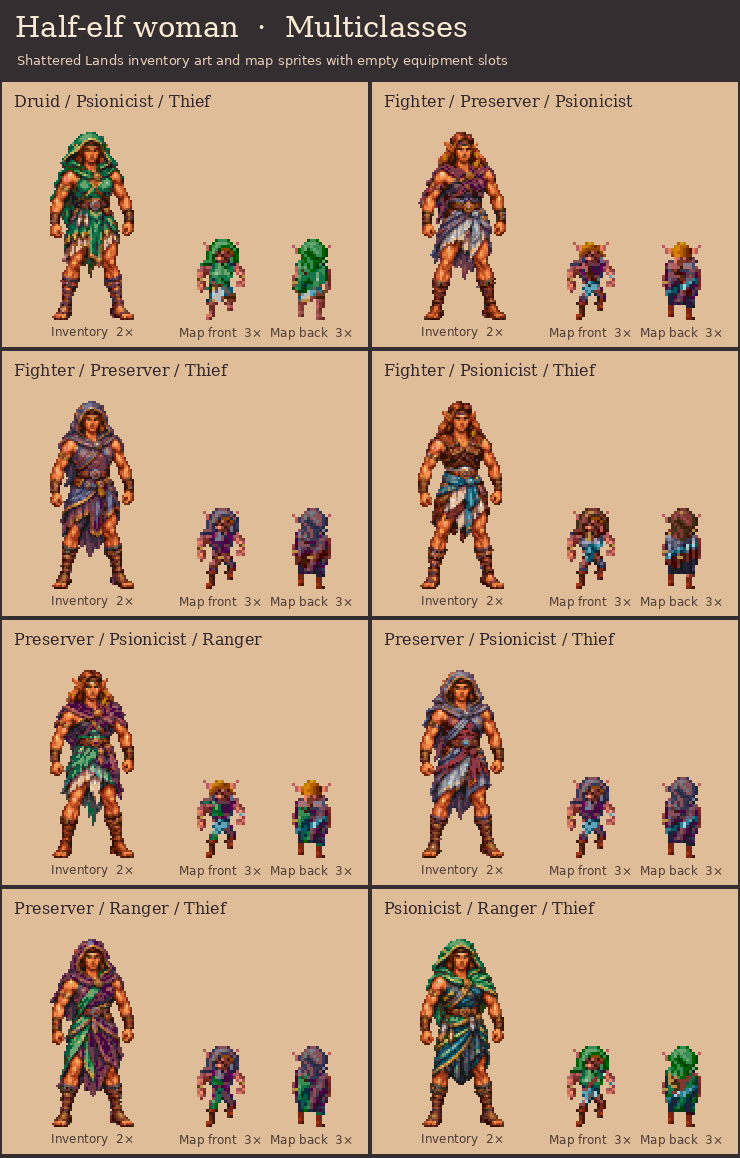 Half-elf woman · Multiclasses
Shattered Lands inventory art and map sprites with empty equipment slots
Druid / Psionicist / Thief
Inventory 2×
Map front 3×
Map back 3×
Fighter / Preserver / Psionicist
Inventory 2×
Map front 3×
Map back 3×
Fighter / Preserver / Thief
Inventory 2×
Map front 3×
Map back 3×
Fighter / Psionicist / Thief
Inventory 2×
Map front 3×
Map back 3×
Preserver / Psionicist / Ranger
Inventory 2×
Map front 3×
Map back 3×
Preserver / Psionicist / Thief
Inventory 2×
Map front 3×
Map back 3×
Preserver / Ranger / Thief
Inventory 2×
Map front 3×
Map back 3×
Psionicist / Ranger / Thief
Inventory 2×
Map front 3×
Map back 3×